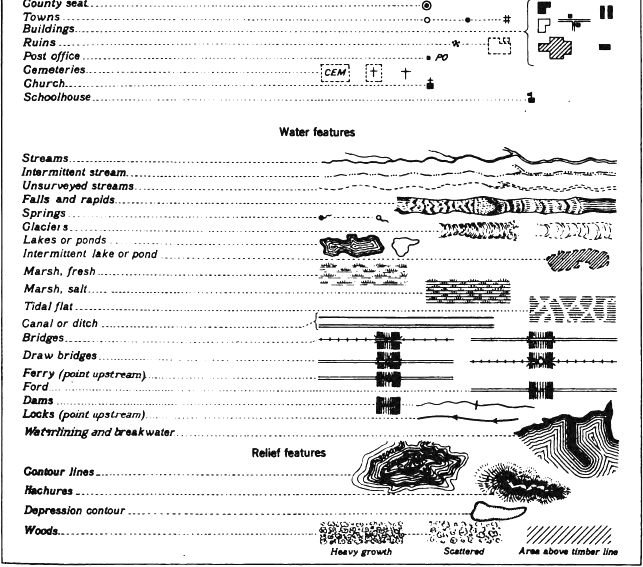 County seat
Towns
Buildings
Ruins
Post office PO
Cemeteries CEM
Church
Schoolhouse
Water features
Streams
Intermittent stream
Unsurveyed streams
Falls and rapids
Springs
Glaciers
Lakes or ponds
Intermittent lake or pond
Marsh, fresh
Marsh, salt
Tidal flat
Canal or ditch
Bridges
Draw bridges
Ferry (point upstream)
Ford
Dams
Locks (point upstream)
Waterlining and breakwater
Relief features
Contour lines
Hachures
Depression contour
Woods
Heavy growth Scattered Area above timber line